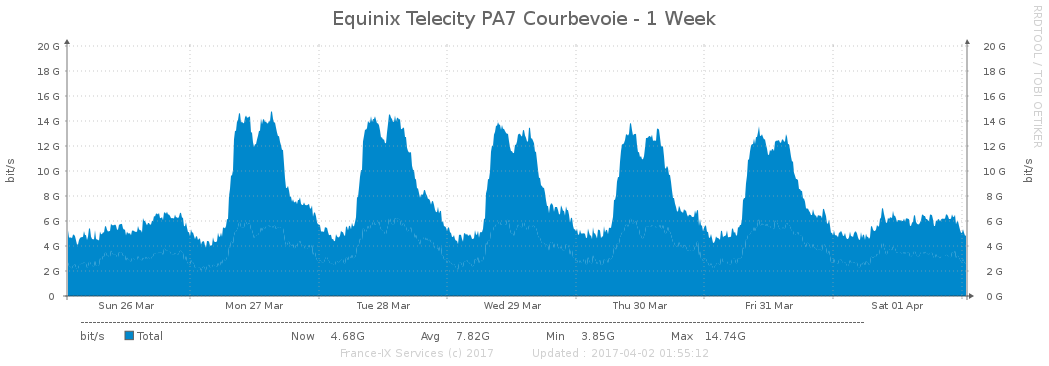 Equinix Telecity PA7 Courbevoie - 1 Week
RRDTOOL / TOBI OETIKER
20 G 20 G
18 G 18 G
16 G 16 G
14 G 14 G
12 G 12 G
10 G 10 G
8 G 8 G
6 G 6 G
4 G 4 G
2 G 2 G
0 0 G
bit/s
bit/s
Sun 26 Mar Mon 27 Mar Tue 28 Mar Wed 29 Mar Thu 30 Mar Fri 31 Mar Sat 01 Apr
bit/s Total Now 4.68G Avg 7.82G Min 3.85G Max 14.74G
France-IX Services (c) 2017 Updated : 2017-04-02 01:55:12